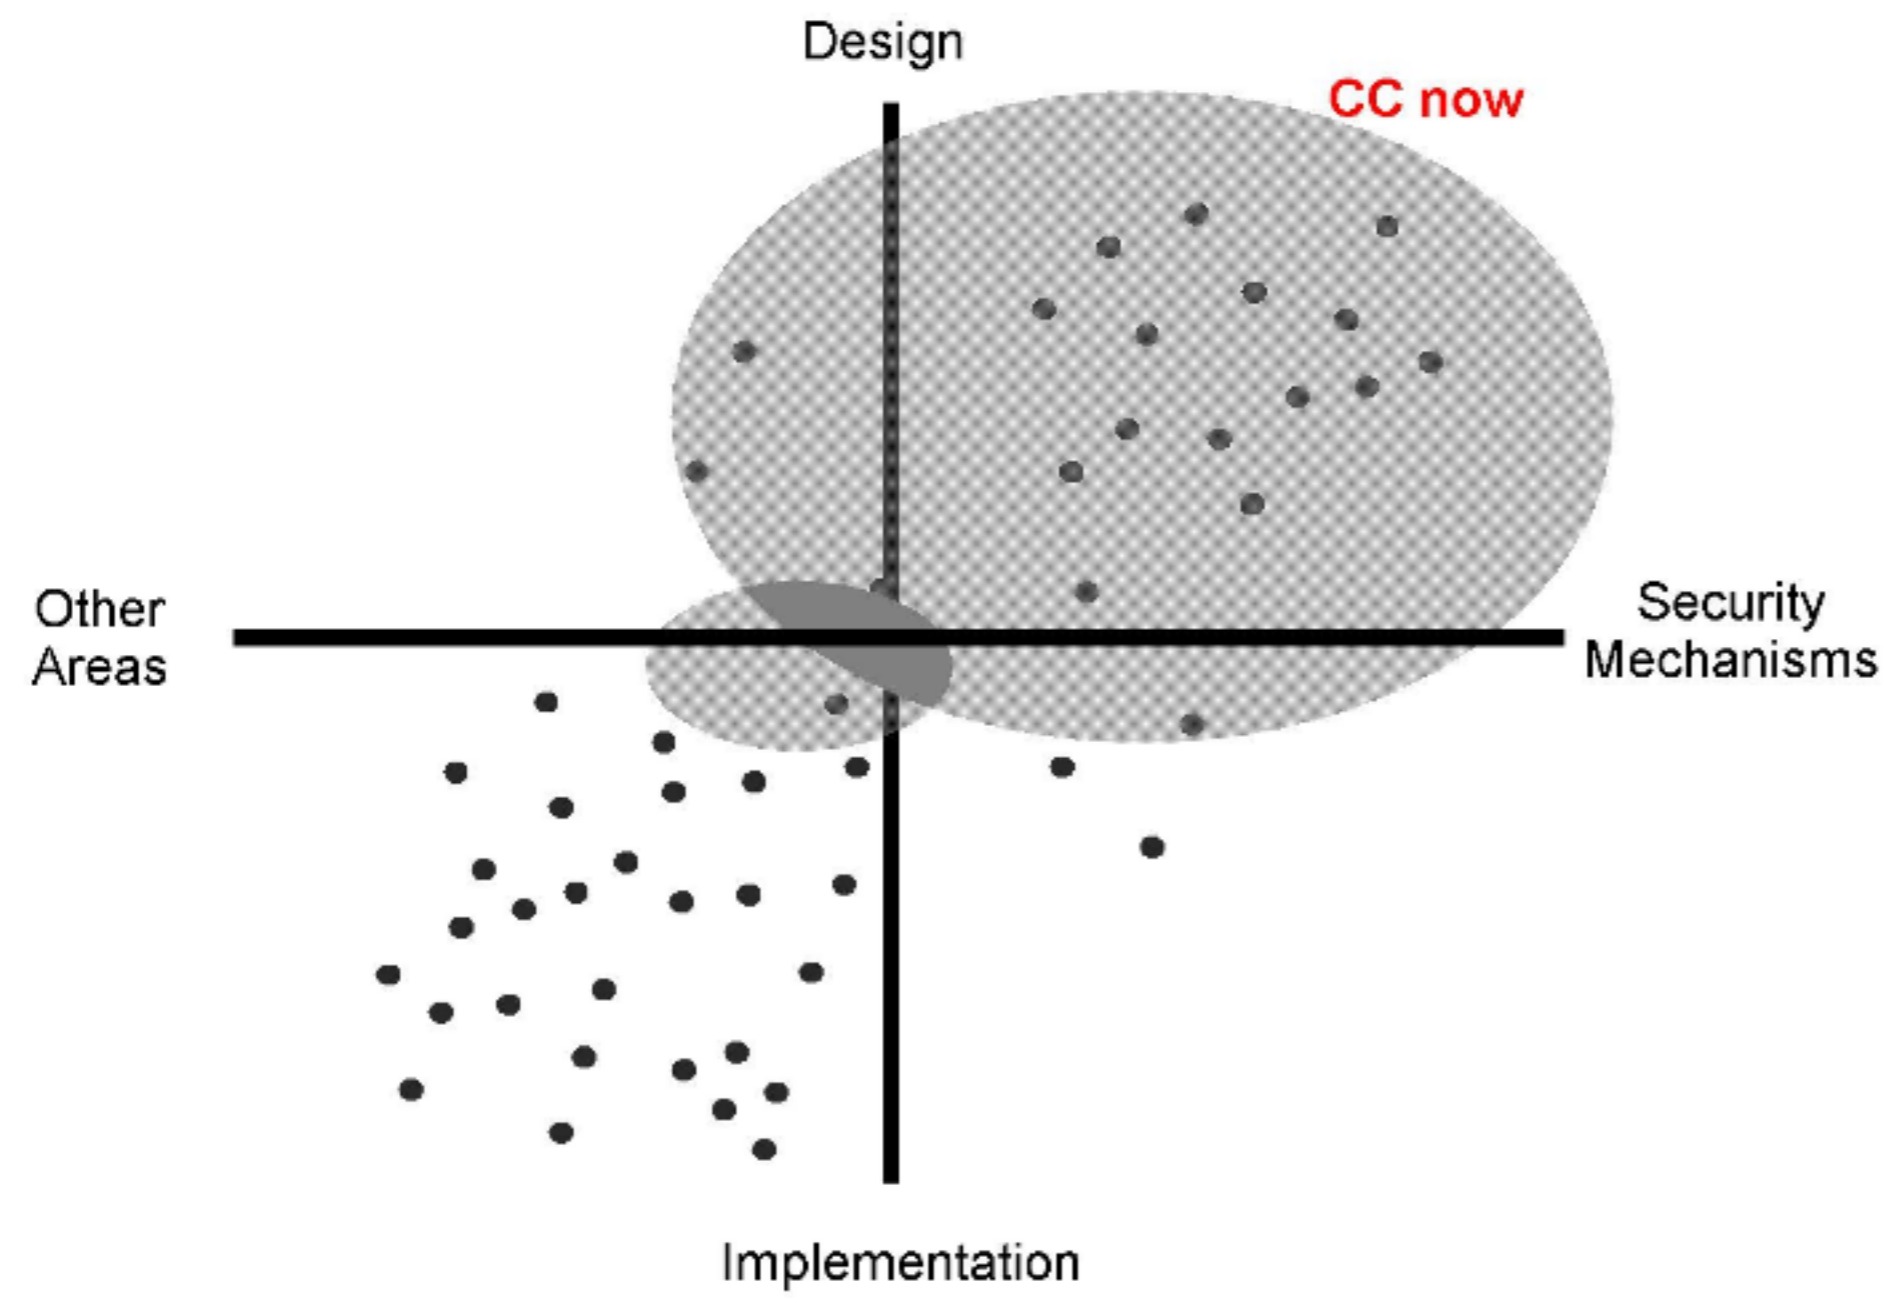 Design
CC now
Other
Areas
Security
Mechanisms
Implementation